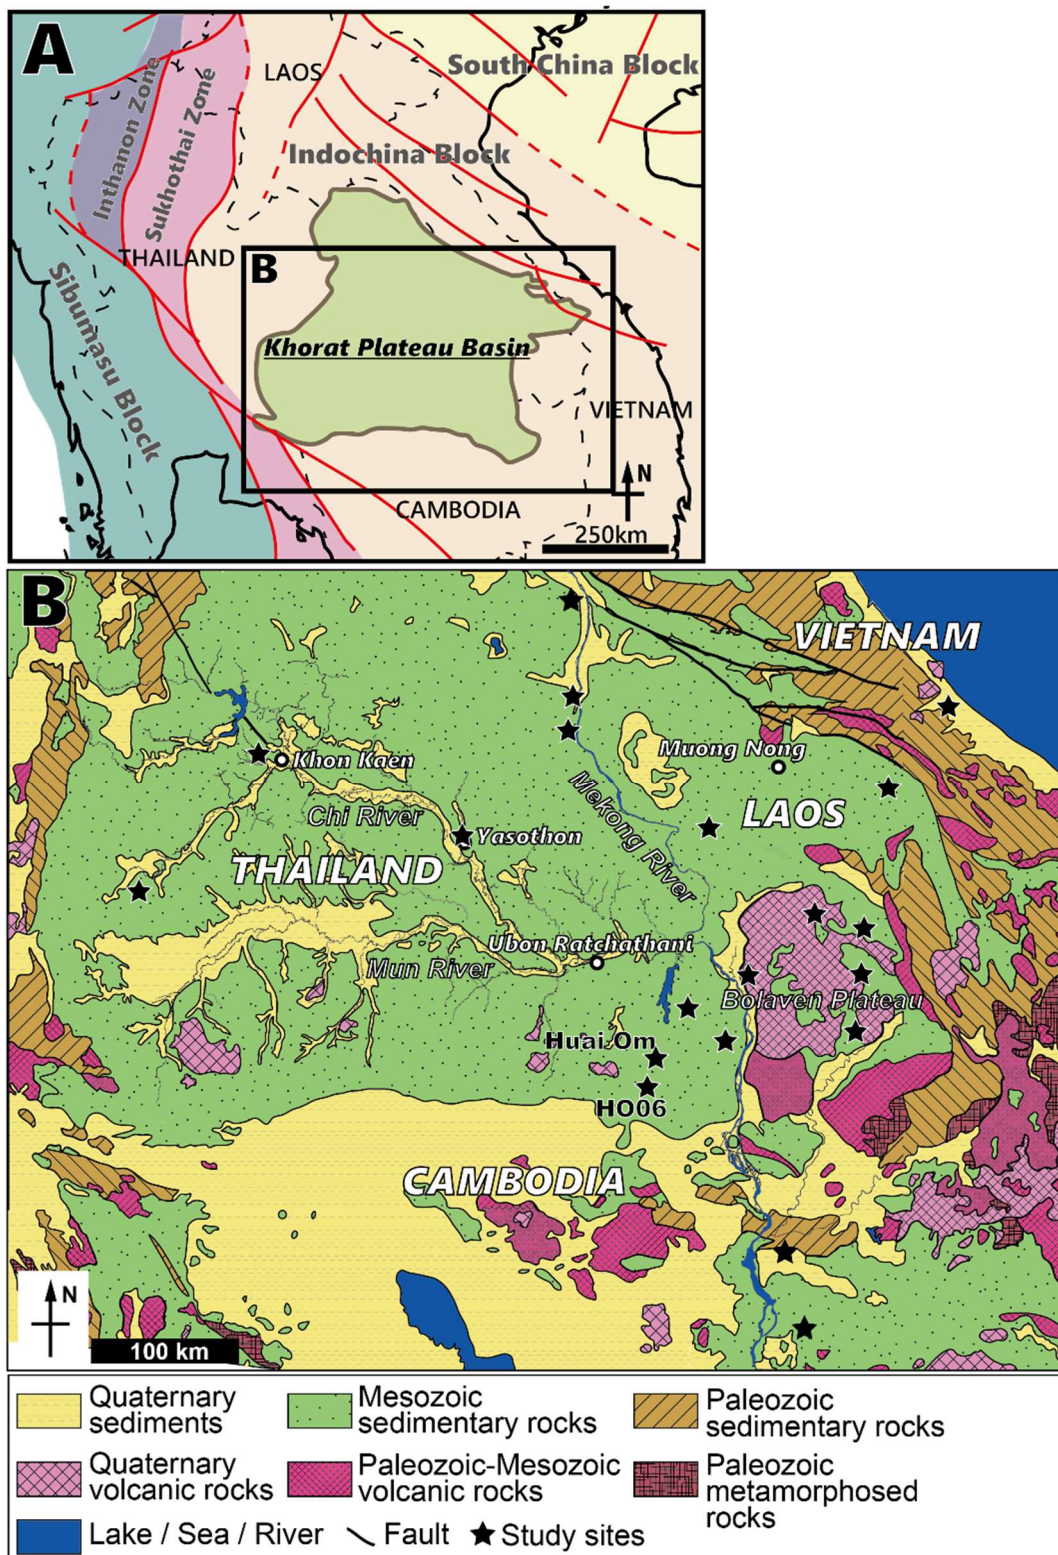 A
LAOS
South China Block
Inthanon Zone
Sukhothai Zone
Indochina Block
THAILAND
B
Sibumasu Block
Khorat Plateau Basin
VIETNAM
N
CAMBODIA
250km
B
VIETNAM
Khon Kaen
Muong Nong
Chi River
Mekong River
LAOS
Yasothon
THAILAND
Ubon Ratchathani
Mun River
Bolaven Plateau
Huai Om
HO06
CAMBODIA
N
100 km
Quaternary
sediments
Mesozoic
sedimentary rocks
Paleozoic
sedimentary rocks
Quaternary
volcanic rocks
Paleozoic-Mesozoic
volcanic rocks
Paleozoic
metamorphosed
rocks
Lake / Sea / River
Fault
Study sites